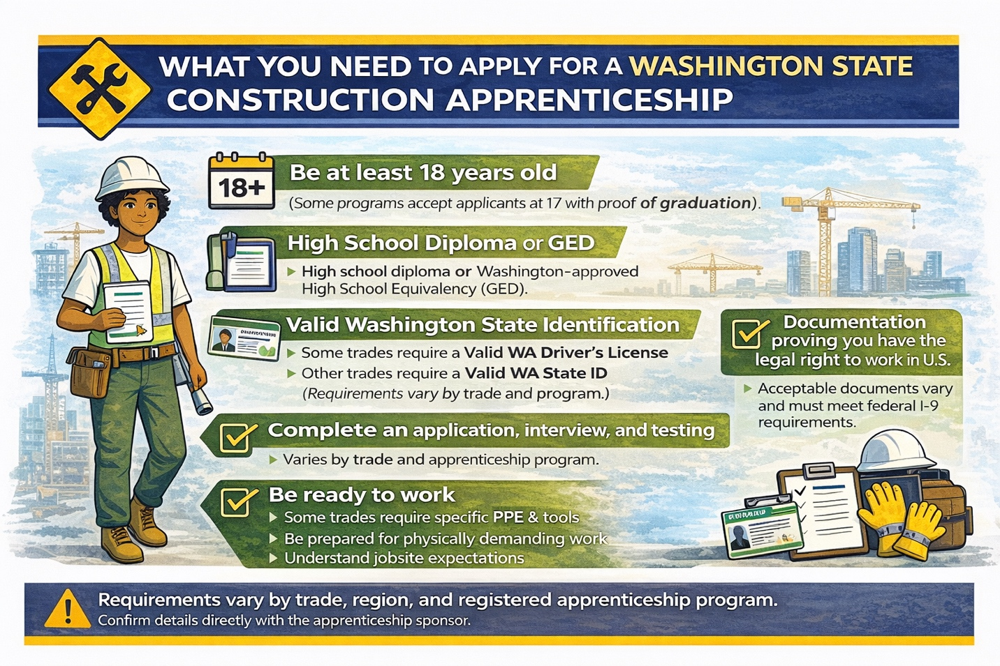 WHAT YOU NEED TO APPLY FOR A WASHINGTON STATE
CONSTRUCTION APPRENTICESHIP
18+
Be at least 18 years old
(Some programs accept applicants at 17 with proof of graduation).
High School Diploma or GED
High school diploma or Washington-approved
High School Equivalency (GED).
Valid Washington State Identification
Some trades require a Valid WA Driver's License
Other trades require a Valid WA State ID
(Requirements vary by trade and program.)
Documentation
proving you have the
legal right to work in U.S.
Acceptable documents vary
and must meet federal I-9
requirements.
Complete an application, interview, and testing
Varies by trade and apprenticeship program.
Be ready to work
Some trades require specific PPE & tools
Be prepared for physically demanding work
Understand jobsite expectations
Requirements vary by trade, region, and registered apprenticeship program.
Confirm details directly with the apprenticeship sponsor.